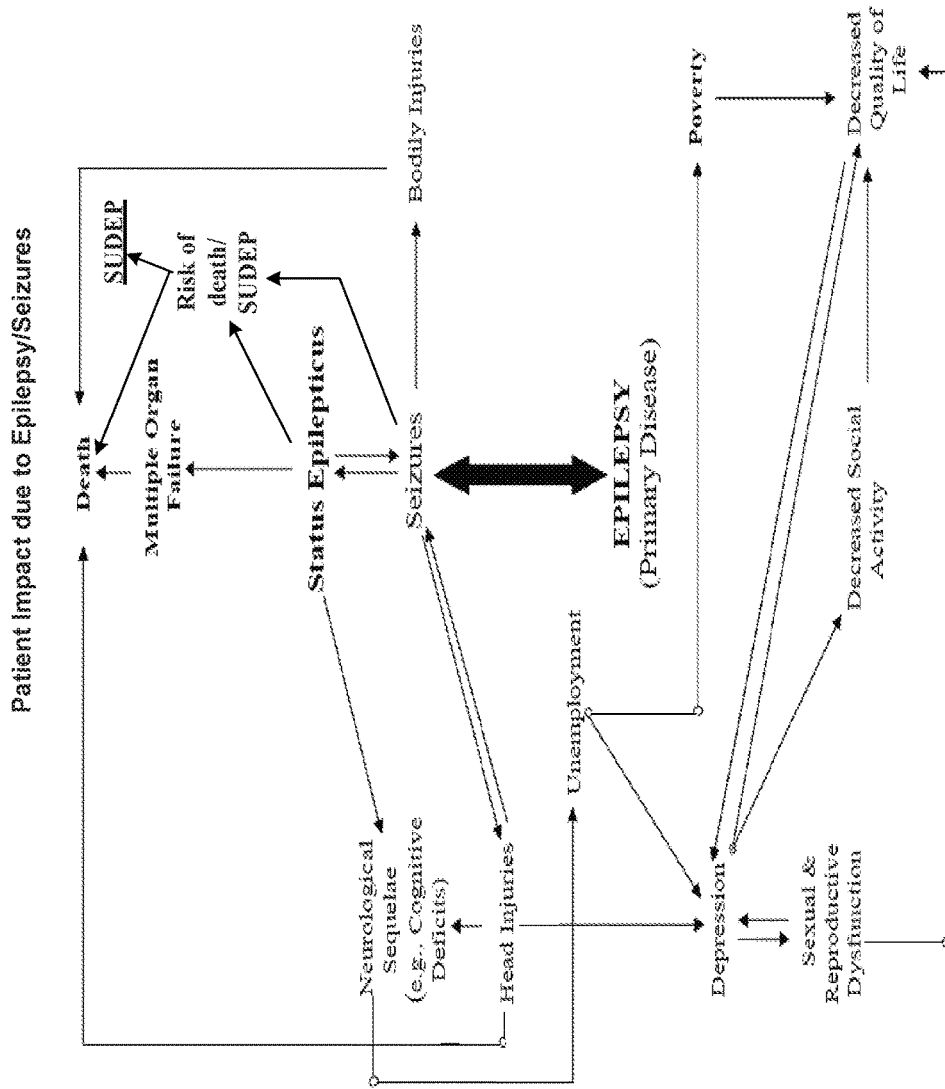 Patient Impact due to Epilepsy/Seizures
Death
SUDEP
Multiple Organ
Failure
Risk of
death/
SUDEP
Status Epilepticus
Neurological
Sequelae
(e.g., Cognitive
Deficits)
Seizures
Bodily Injuries
Head Injuries
Unemployment
EPILEPSY
(Primary Disease)
Poverty
Depression
Sexual &
Reproductive
Dysfunction
Decreased Social
Activity
Decreased
Quality of
Life